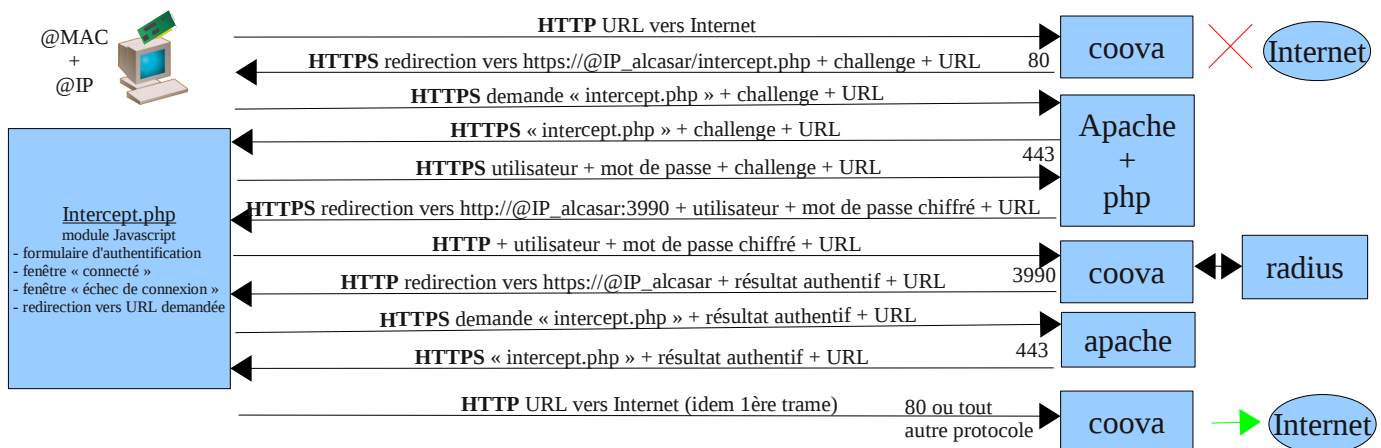 @MAC
+
@IP
HTTP URL vers Internet
coova
Internet
HTTPS redirection vers https://@IP_alcasar/intercept.php + challenge + URL
80
HTTPS demande « intercept.php » + challenge + URL
HTTPS « intercept.php » + challenge + URL
Apache
+
php
443
HTTPS utilisateur + mot de passe + challenge + URL
HTTPS redirection vers http://@IP_alcasar:3990 + utilisateur + mot de passe chiffré + URL
Intercept.php
module Javascript
- formulaire d'authentification
- fenêtre « connecté »
- fenêtre « échec de connexion »
- redirection vers URL demandée
HTTP + utilisateur + mot de passe chiffré + URL
coova
radius
HTTP redirection vers https://@IP_alcasar + résultat authentif + URL
3990
HTTPS demande « intercept.php » + résultat authentif + URL
apache
HTTPS « intercept.php » + résultat authentif + URL
443
HTTP URL vers Internet (idem 1ère trame)
80 ou tout
autre protocole
coova
Internet